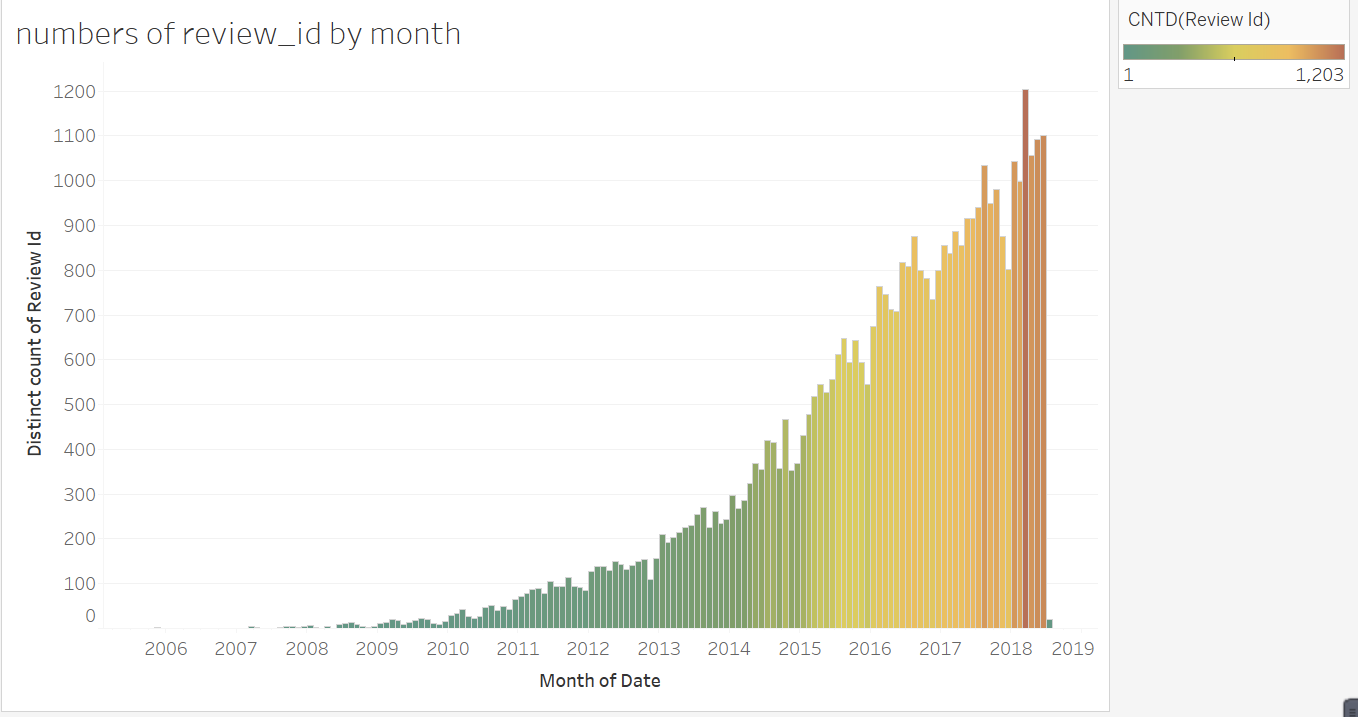 numbers of review_id by month
CNTD(Review Id)
1 1,203
Distinct count of Review Id
1200
1100
1000
900
800
700
600
500
400
300
200
100
0
2006 2007 2008 2009 2010 2011 2012 2013 2014 2015 2016 2017 2018 2019
Month of Date